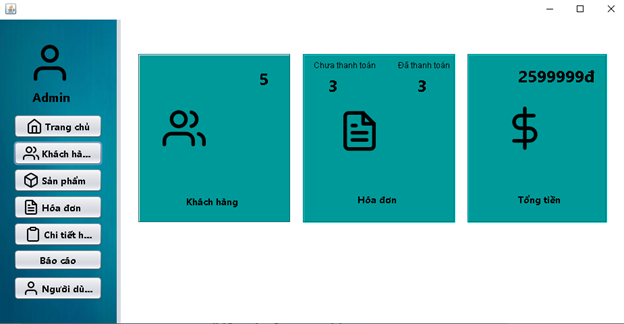 Admin
Trang chủ
Khách hà...
Sản phẩm
Hóa đơn
Chi tiết h...
Báo cáo
Người dù...
5
Khách hàng
Chưa thanh toán
Đã thanh toán
3
3
Hóa đơn
2599999đ
Tổng tiền